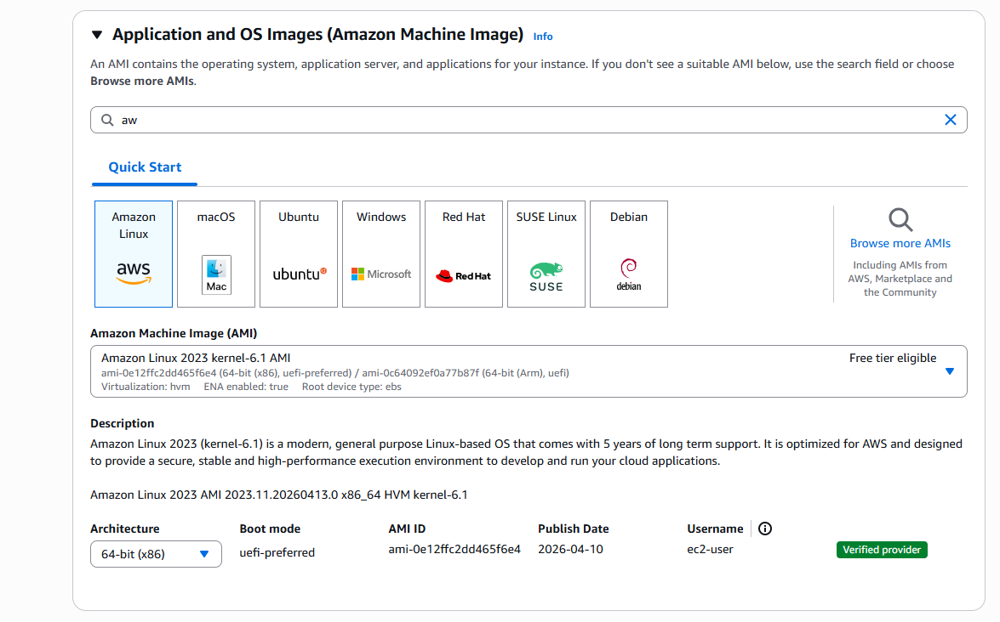 Application and OS Images (Amazon Machine Image) Info
An AMI contains the operating system, application server, and applications for your instance. If you don't see a suitable AMI below, use the search field or choose
Browse more AMIs.
aw
Quick Start
Amazon
Linux
aws
macOS
Mac
Ubuntu
ubuntu
Windows
Microsoft
Red Hat
Red Hat
SUSE Linux
SUSE
Debian
debian
Browse more AMIs
Including AMIs from
AWS, Marketplace and
the Community
Amazon Machine Image (AMI)
Amazon Linux 2023 kernel-6.1 AMI
Free tier eligible
ami-0e12ffc2dd465f6e4 (64-bit (x86), uefi-preferred) / ami-0c64092ef0a77b87f (64-bit (Arm), uefi)
Virtualization: hvm ENA enabled: true Root device type: ebs
Description
Amazon Linux 2023 (kernel-6.1) is a modern, general purpose Linux-based OS that comes with 5 years of long term support. It is optimized for AWS and designed
to provide a secure, stable and high-performance execution environment to develop and run your cloud applications.
Amazon Linux 2023 AMI 2023.11.20260413.0 x86_64 HVM kernel-6.1
Architecture Boot mode AMI ID Publish Date Username
64-bit (x86) uefi-preferred ami-0e12ffc2dd465f6e4 2026-04-10 ec2-user Verified provider